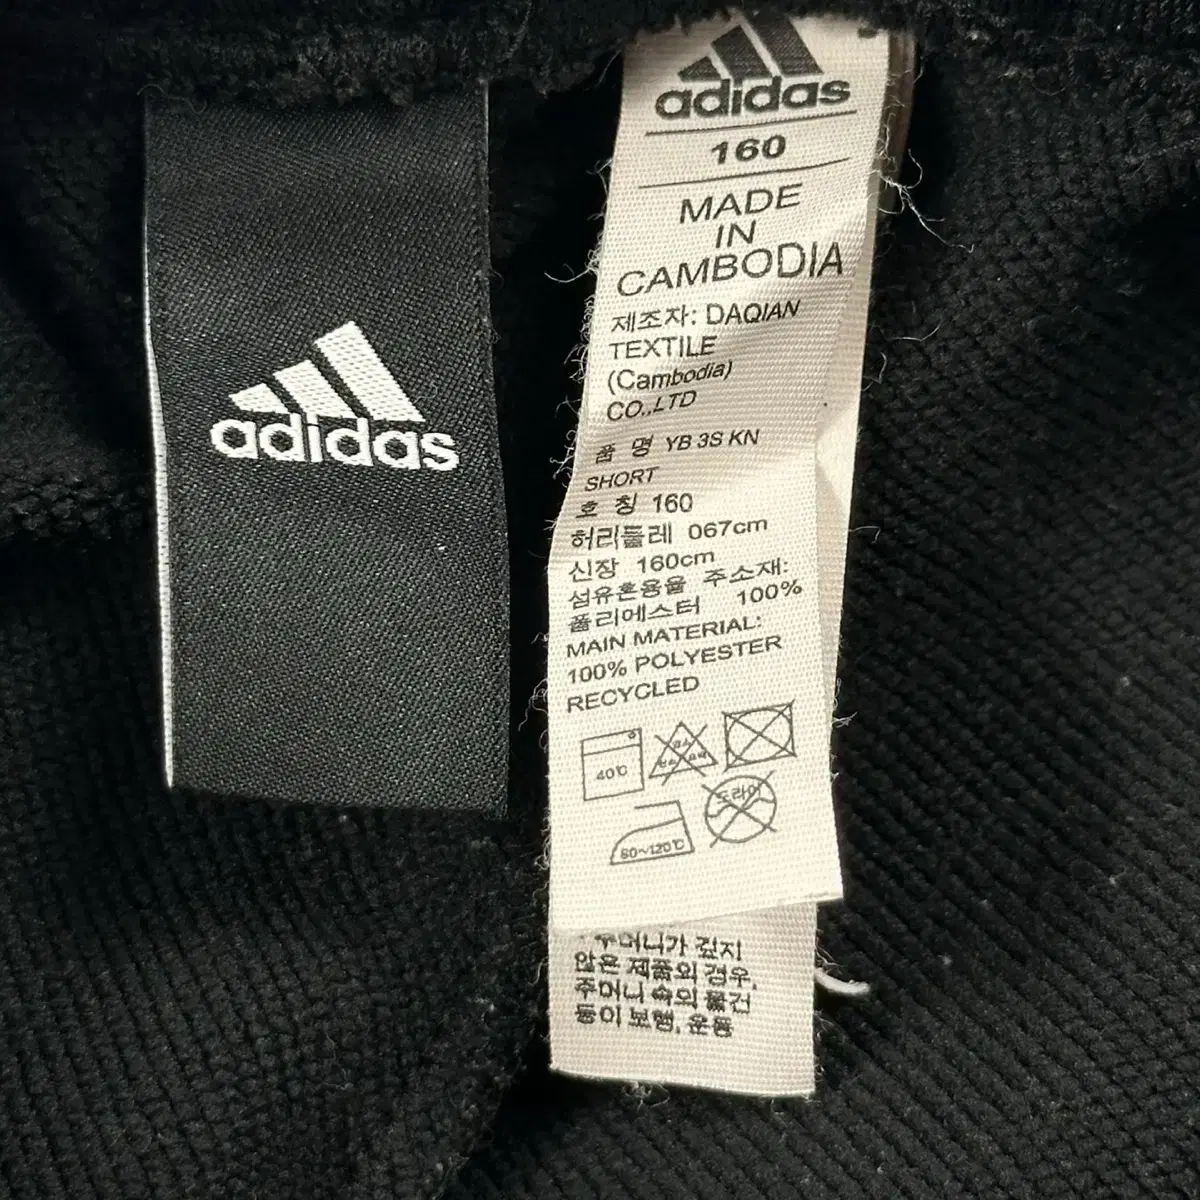 adidas
adidas
160
MADE
IN
CAMBODIA
제조자: DAQIAN
TEXTILE
(Cambodia)
CO.,LTD
품 명 YB 3S KN
SHORT
호 칭 160
허리둘레 067cm
신장 160cm
섬유혼용율 주소재:
폴리에스터 100%
MAIN MATERIAL:
100% POLYESTER
RECYCLED
40℃
80~120℃
드라이
주머니가 깊지
않은 제품의 경우,
주머니 속의 물건
등이 보행, 운동